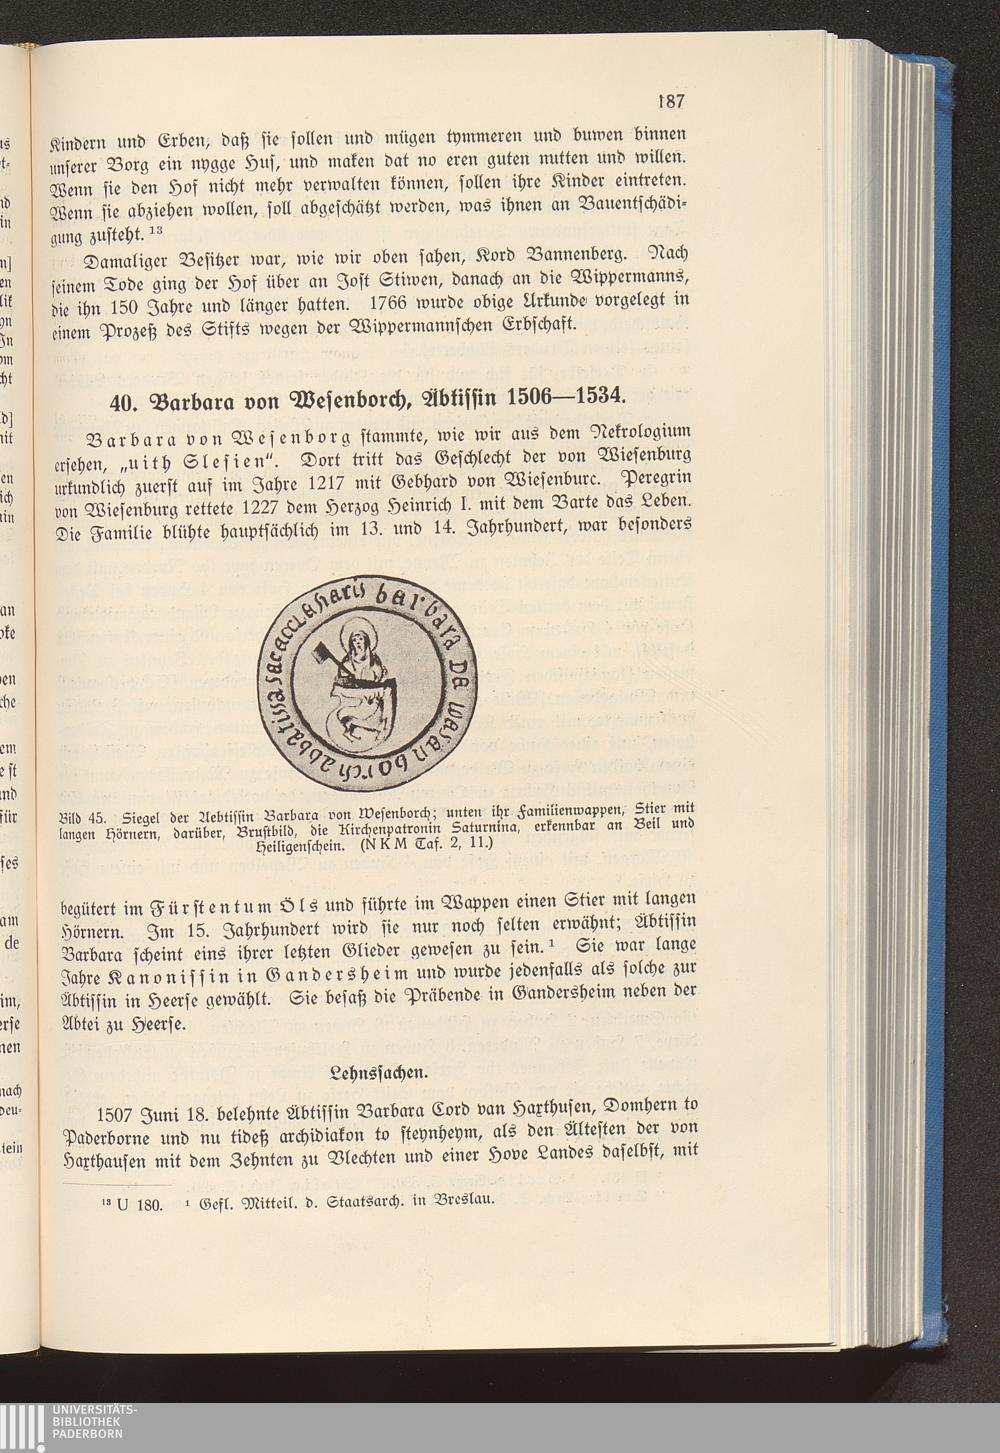 187
Kindern und Erben, daß sie sollen und mügen tymmeren und buwen binnen
unserer Borg ein nygge Hus, und maken dat no eren guten nutten und willen.
Wenn sie den Hof nicht mehr verwalten können, sollen ihre Kinder eintreten.
Wenn sie abziehen wollen, soll abgeschätzt werden, was ihnen an Bauentschädi-
gung zusteht.¹³
Damaliger Besitzer war, wie wir oben sahen, Kord Bannenberg. Nach
seinem Tode ging der Hof über an Jost Stiwen, danach an die Wippermanns,
die ihn 150 Jahre und länger hatten. 1766 wurde obige Urkunde vorgelegt in
einem Prozeß des Stifts wegen der Wippermannschen Erbschaft.
40. Barbara von Wesenborch, Äbtissin 1506—1534.
Barbara von Wesenborg stammte, wie wir aus dem Nekrologium
ersehen, „uith Slesien“. Dort tritt das Geschlecht der von Wiesenburg
urkundlich zuerst auf im Jahre 1217 mit Gebhard von Wiesenburc. Peregrin
von Wiesenburg rettete 1227 dem Herzog Heinrich I. mit dem Barte das Leben.
Die Familie blühte hauptsächlich im 13. und 14. Jahrhundert, war besonders
barbara de wesenborch abbatissa
Bild 45. Siegel der Aebtissin Barbara von Wesenborch; unten ihr Familienwappen, Stier mit
langen Hörnern, darüber, Brustbild, die Kirchenpatronin Saturnina, erkennbar an Beil und
Heiligenschein. (N K M Taf. 2, 11.)
begütert im Fürstentum Öls und führte im Wappen einen Stier mit langen
Hörnern. Im 15. Jahrhundert wird sie nur noch selten erwähnt; Äbtissin
Barbara scheint eins ihrer letzten Glieder gewesen zu sein.¹ Sie war lange
Jahre Kanonissin in Gandersheim und wurde jedenfalls als solche zur
Äbtissin in Heerse gewählt. Sie besaß die Präbende in Gandersheim neben der
Abtei zu Heerse.
Lehnssachen.
1507 Juni 18. belehnte Äbtissin Barbara Cord van Haxthusen, Domhern to
Paderborne und nu tideß archidiakon to steynheym, als den Ältesten der von
Haxthausen mit dem Zehnten zu Vlechten und einer Hove Landes daselbst, mit
¹³ U 180. ¹ Gefl. Mitteil. d. Staatsarch. in Breslau.
UNIVERSITÄTS-
BIBLIOTHEK
PADERBORN